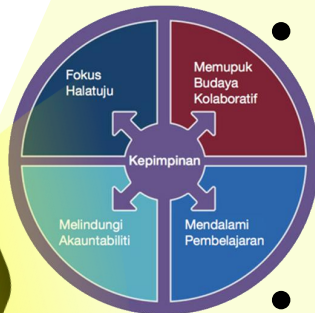 Fokus
Halatuju
Memupuk
Budaya
Kolaboratif
Kepimpinan
Melindungi
Akauntabiliti
Mendalami
Pembelajaran